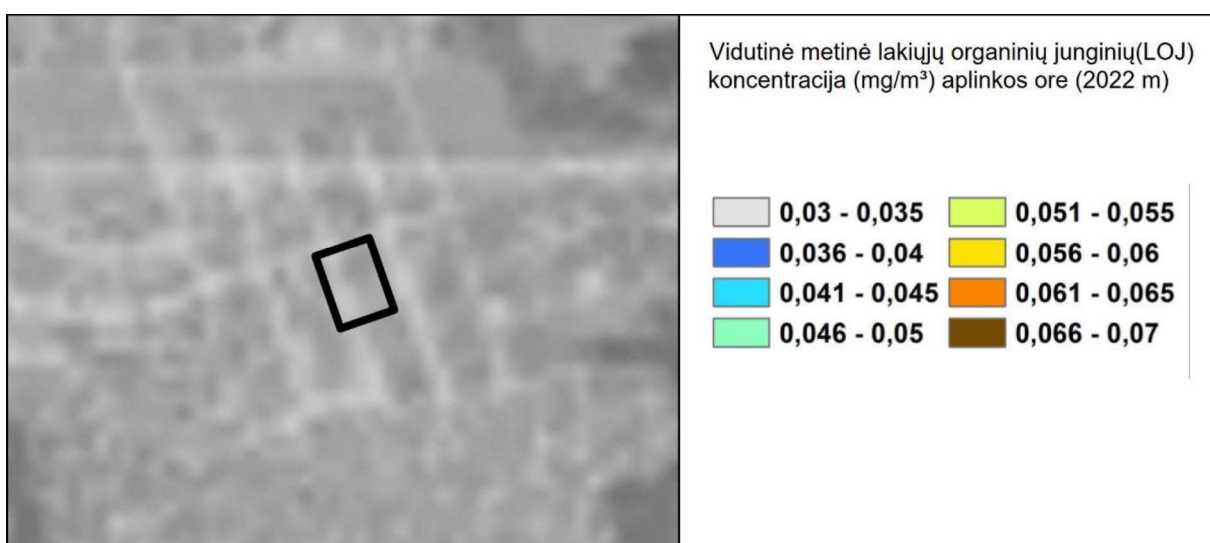 Vidutinė metinė lakiųjų organinių junginių(LOJ)
koncentracija (mg/m³) aplinkos ore (2022 m)
0,03 - 0,035
0,051 - 0,055
0,036 - 0,04
0,056 - 0,06
0,041 - 0,045
0,061 - 0,065
0,046 - 0,05
0,066 - 0,07